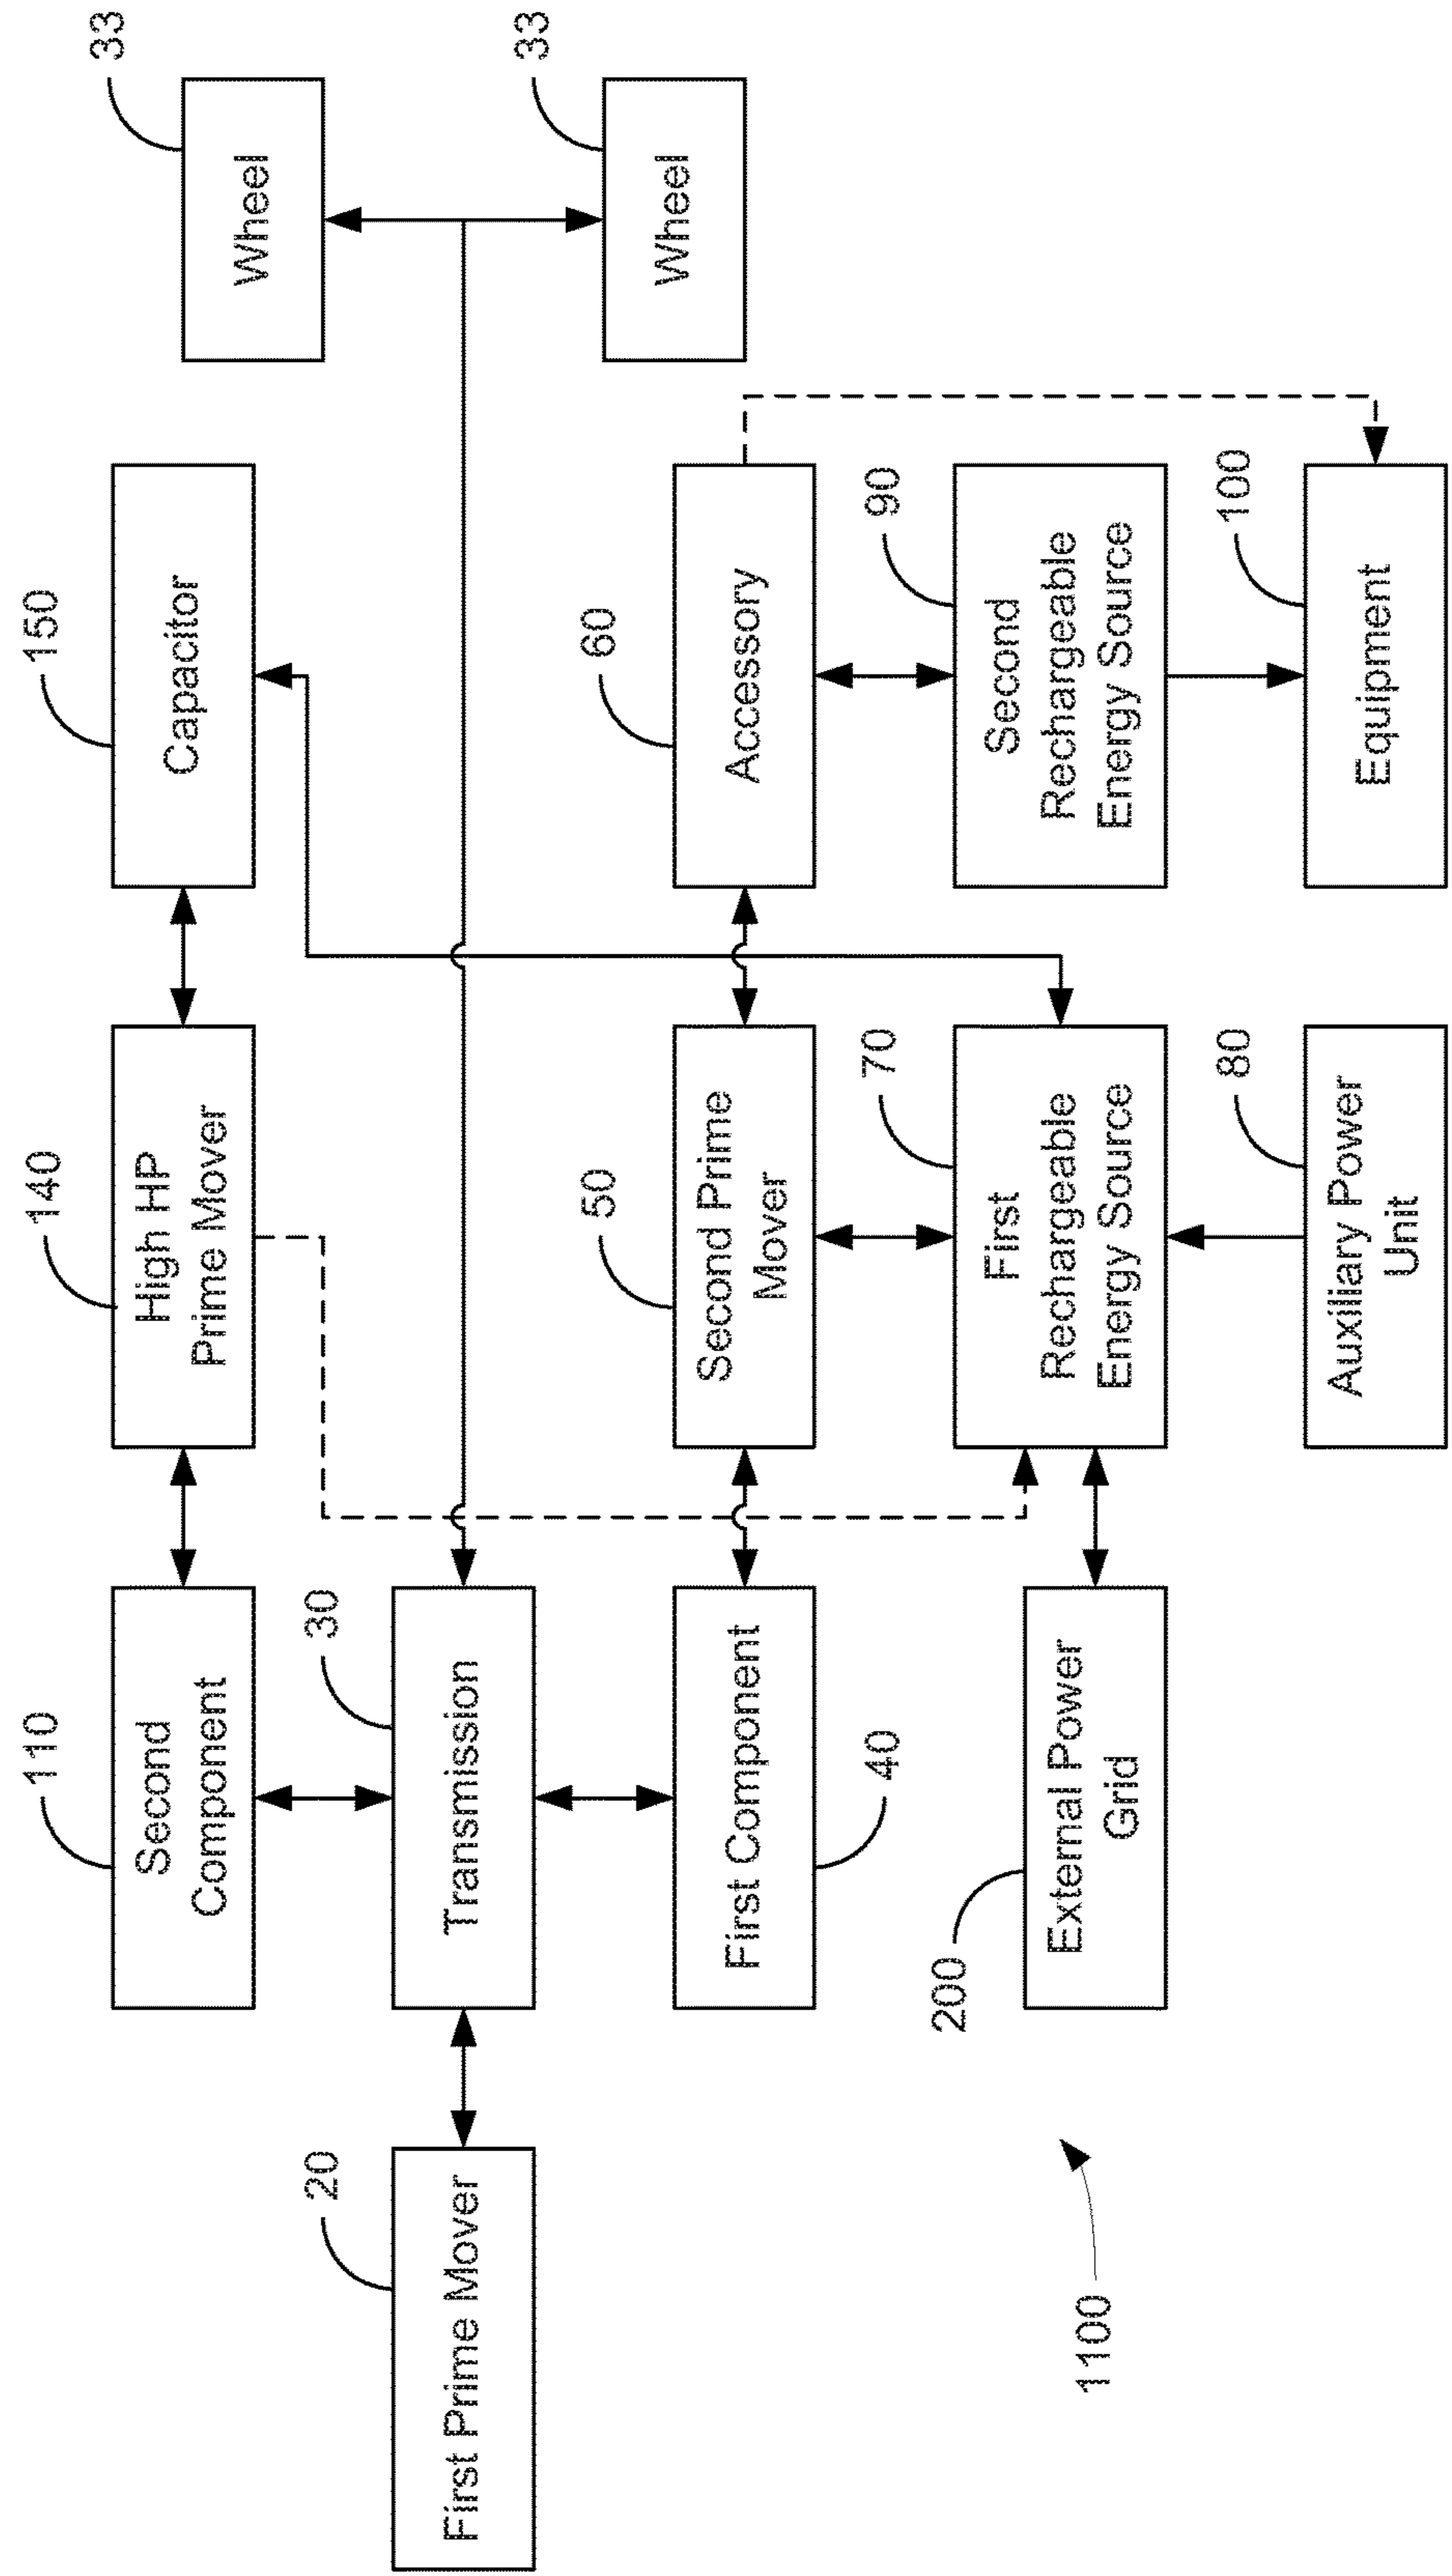 110
Second
Component
140
High HP
Prime Mover
150
Capacitor
33
Wheel
20
First Prime Mover
30
Transmission
33
Wheel
First Component
40
50
Second Prime
Mover
60
Accessory
200
External Power
Grid
70
First
Rechargeable
Energy Source
90
Second
Rechargeable
Energy Source
80
Auxiliary Power
Unit
100
Equipment
1100